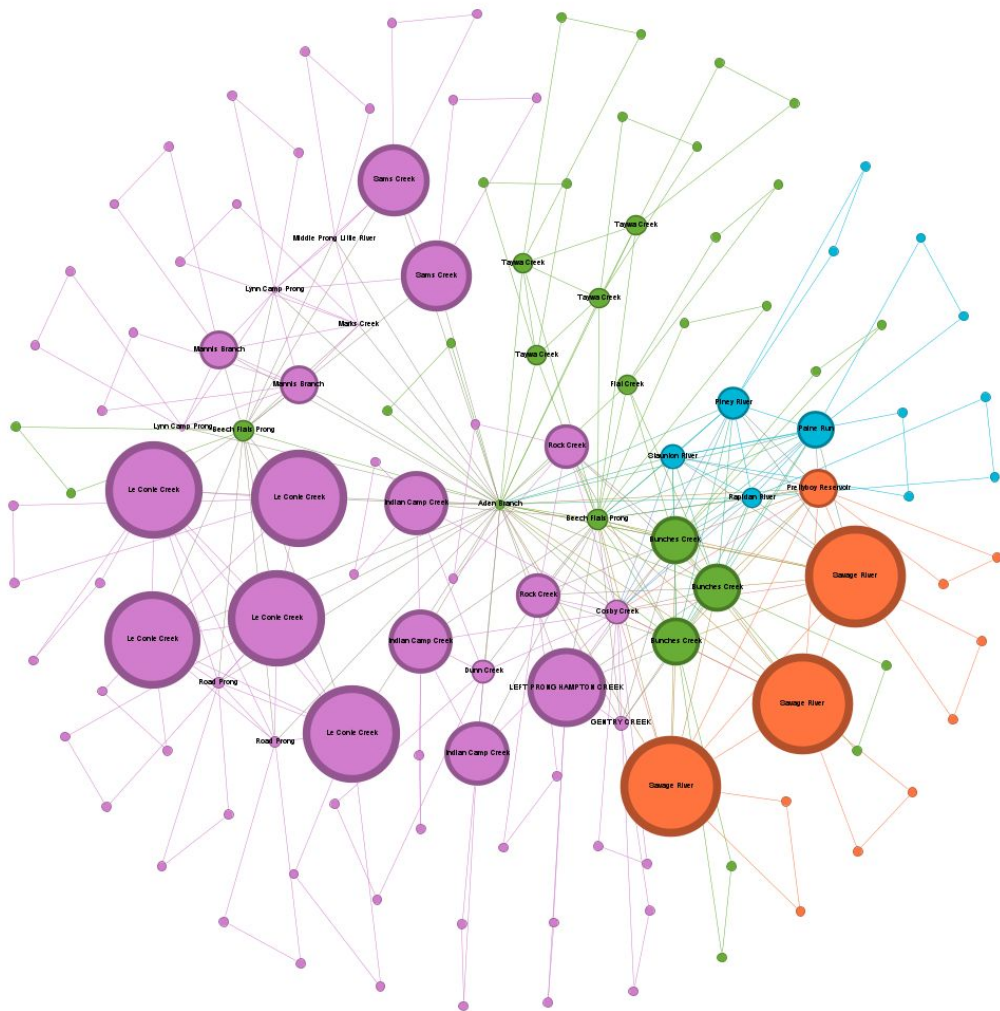 Sams Creek
Taywa Creek
Middle Prong Little River
Taywa Creek
Sams Creek
Lynn Camp Prong
Taywa Creek
Marks Creek
Mannis Branch
Taywa Creek
Mannis Branch
Flat Creek
Piney River
Lynn Camp Prong
Beech Flats Prong
Paine Run
Rock Creek
Staunton River
Le Conte Creek
Le Conte Creek
Indian Camp Creek
Aden Branch
Rapidan River
Prettyboy Reservoir
Beech Flats Prong
Bunches Creek
Savage River
Bunches Creek
Rock Creek
Cosby Creek
Le Conte Creek
Le Conte Creek
Indian Camp Creek
Bunches Creek
Dunn Creek
Road Prong
LEFT PRONG HAMPTON CREEK
Savage River
GENTRY CREEK
Le Conte Creek
Road Prong
Indian Camp Creek
Savage River